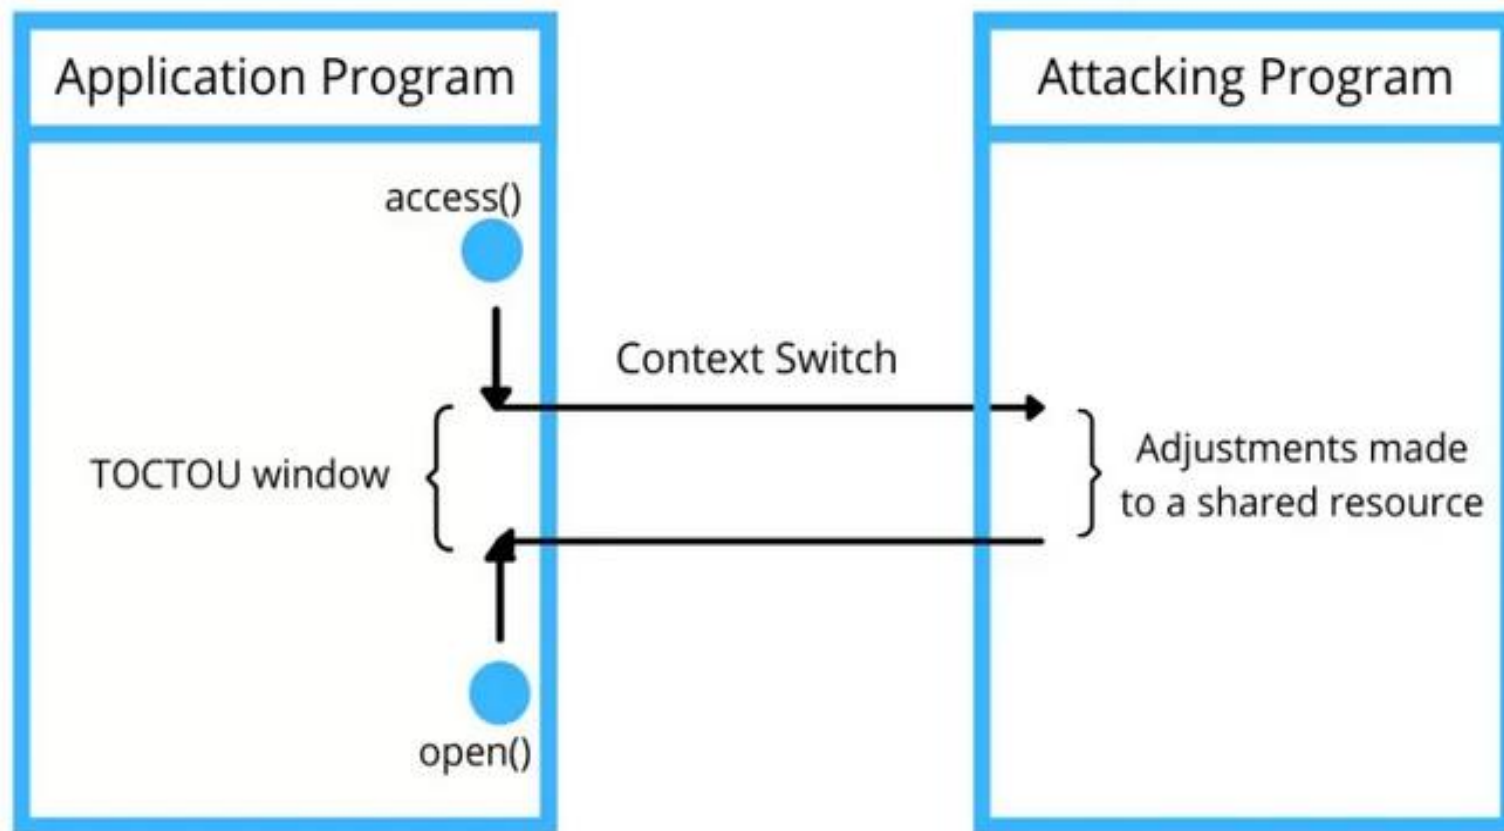 Application Program
Attacking Program
access()
Context Switch
TOCTOU window
Adjustments made
to a shared resource
open()